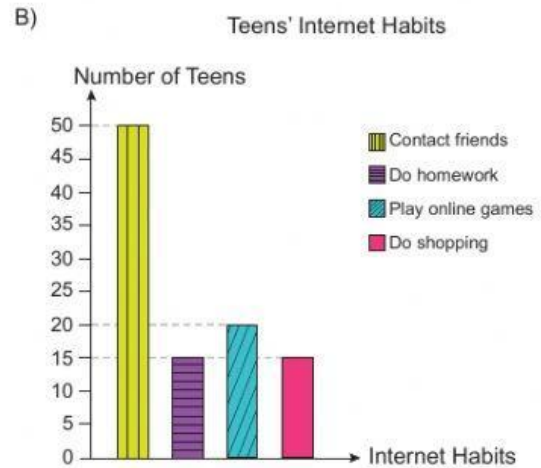 B)
Teens' Internet Habits
Number of Teens
50
45
40
35
30
25
20
15
10
5
0
Contact friends
Do homework
Play online games
Do shopping
Internet Habits